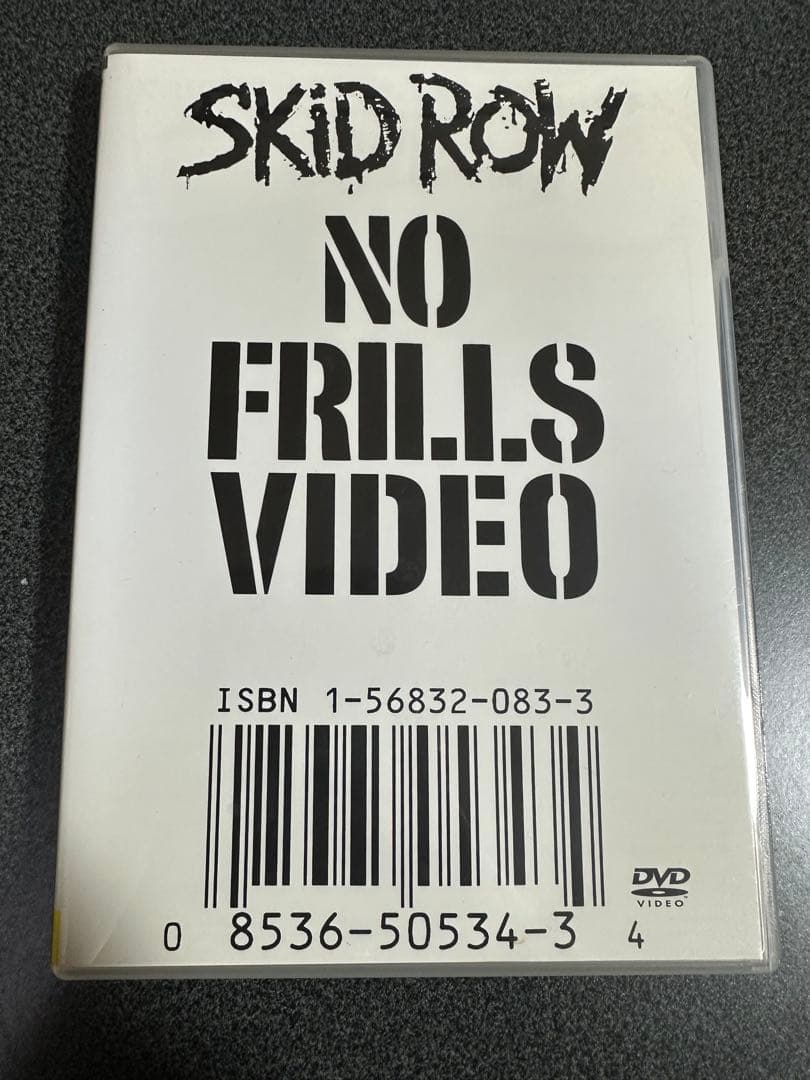 SKiD ROW
NO
FRILLS
VIDEO
ISBN 1-56832-083-3
0 8536-50534-3 4
DVD
VIDEO